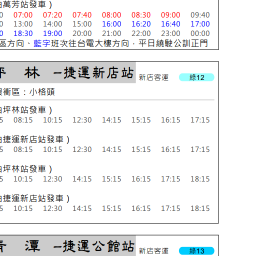 萬芳站發車）
07:00 07:20 07:40 08:00 08:30 09:00 09:40
13:00 14:00 15:00 16:00 16:20 16:40 17:00
18:30 19:00 20:00 21:00 22:00 23:00 00:00
區方向、藍字班次往台電大樓方向，平日繞駛公訓正門
坪 林 –捷運新店站 新店客運 綠12
衝區：小格頭
坪林站發車）
08:15 10:15 12:30 14:15 15:15 16:15 17:15
捷運新店站發車）
08:15 10:15 12:30 14:15 15:15 16:15 17:15
坪林站發車）
10:15 12:30 14:15 15:15 16:15 17:15 18:15
捷運新店站發車）
10:15 12:30 14:15 15:15 16:15 17:15 18:15
青 潭 –捷運公館站 新店客運 綠13